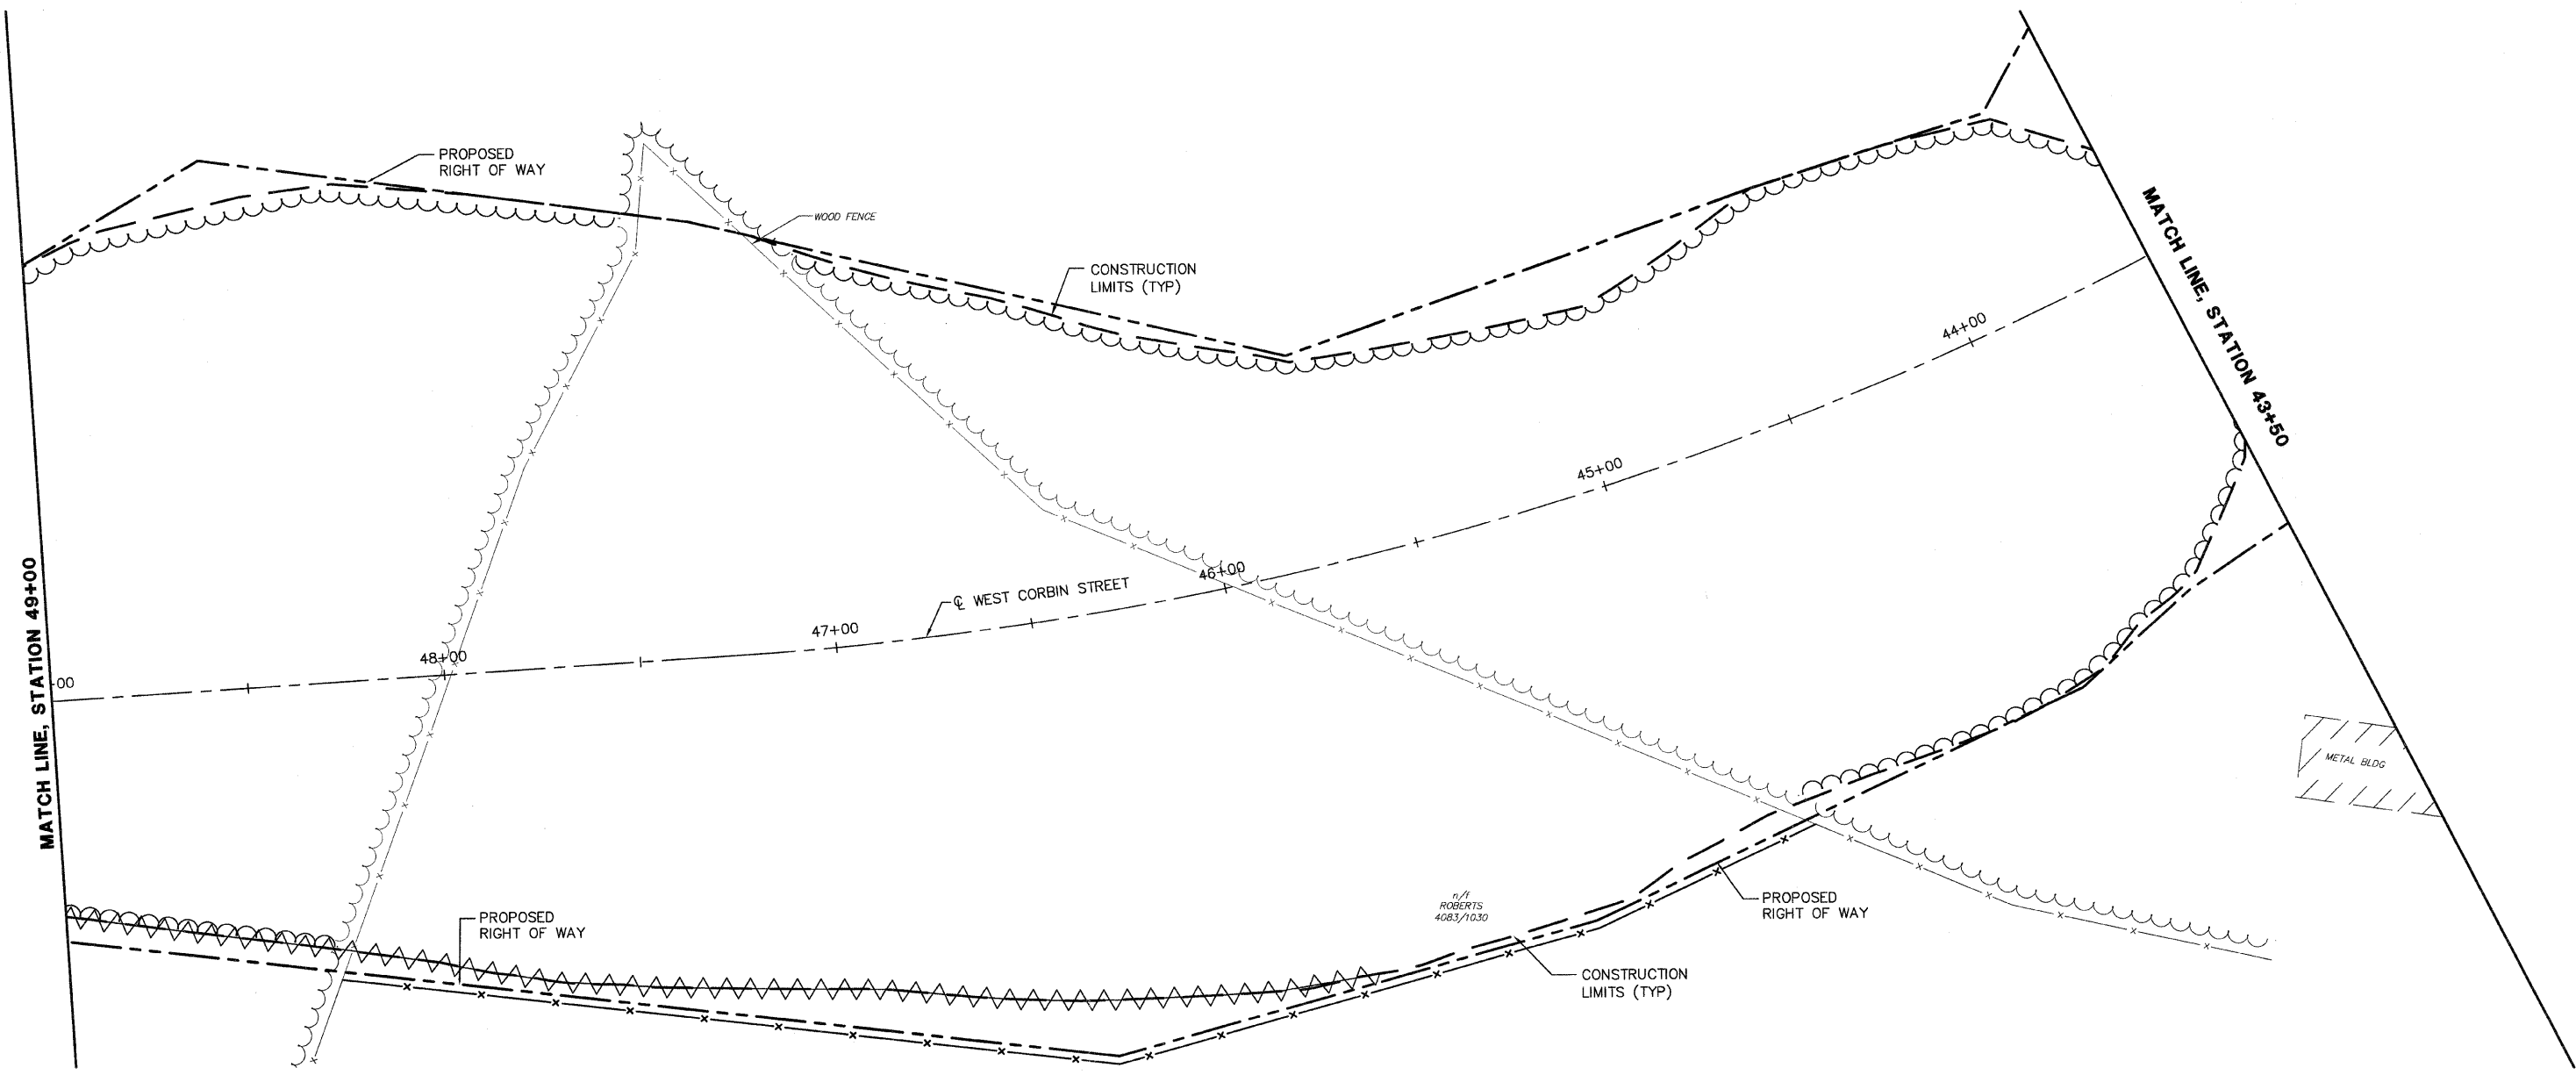 PROPOSED
RIGHT OF WAY
WOOD FENCE
CONSTRUCTION
LIMITS (TYP)
MATCH LINE, STATION 43+50
44+00
45+00
46+00
℄ WEST CORBIN STREET
47+00
48+00
00
MATCH LINE, STATION 49+00
METAL BLDG
n/f
ROBERTS
4083/1030
PROPOSED
RIGHT OF WAY
PROPOSED
RIGHT OF WAY
CONSTRUCTION
LIMITS (TYP)